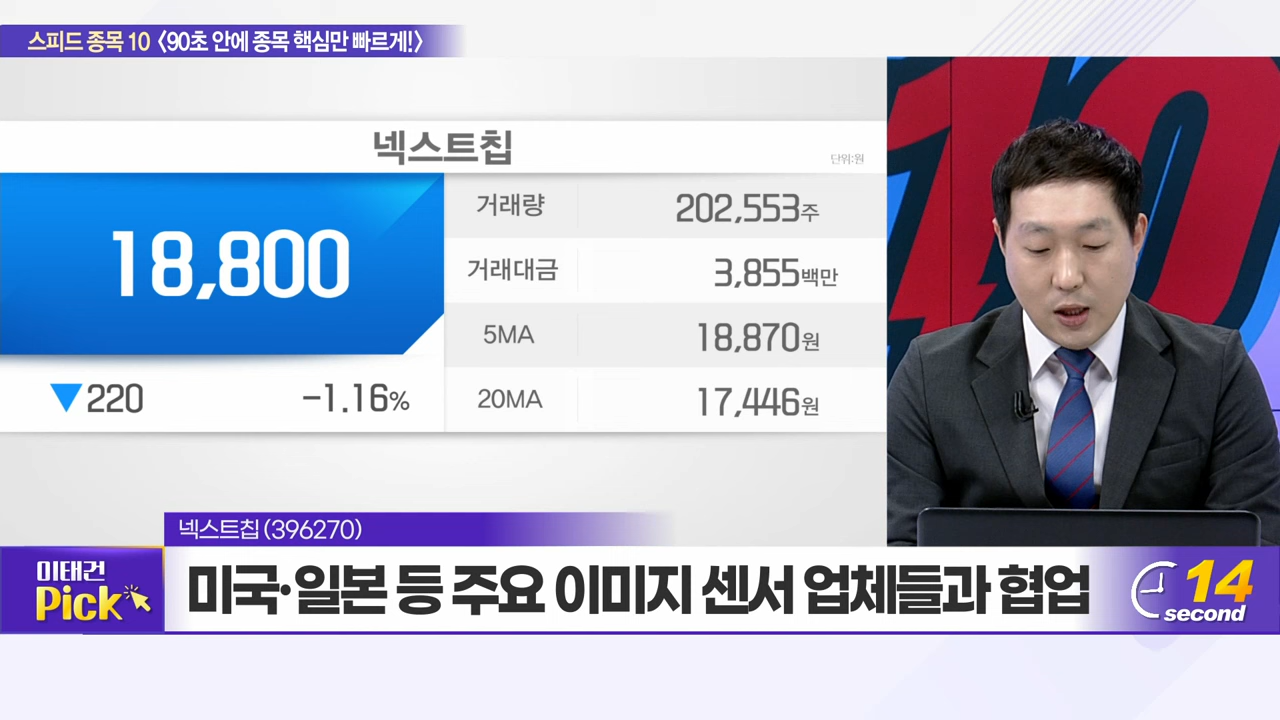 스피드 종목 10 <90초 안에 종목 핵심만 빠르게!>
넥스트칩
단위:원
18,800
▼220 -1.16%
거래량 202,553주
거래대금 3,855백만
5MA 18,870원
20MA 17,446원
10
넥스트칩(396270)
이태건
Pick
미국·일본 등 주요 이미지 센서 업체들과 협업
14
second